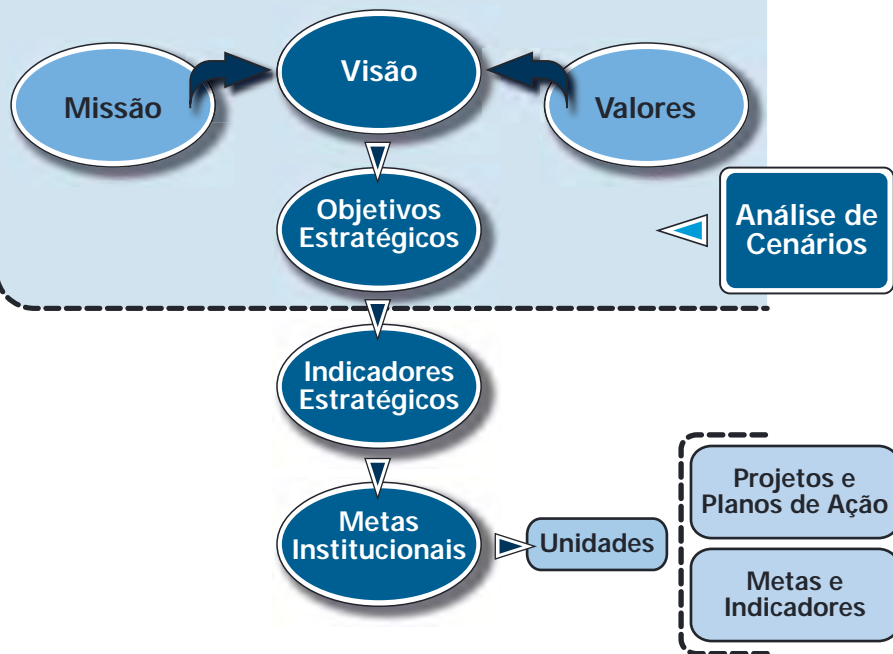 Missão
Visão
Valores
Objetivos
Estratégicos
Análise de
Cenários
Indicadores
Estratégicos
Metas
Institucionais
Unidades
Projetos e
Planos de Ação
Metas e
Indicadores